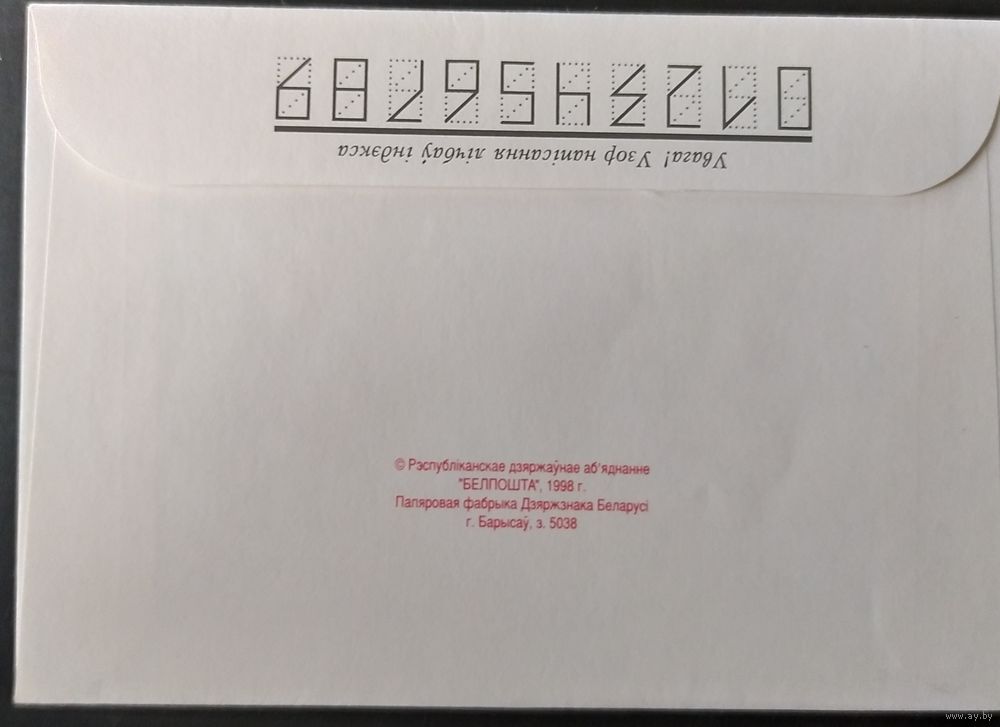 0123456789
Увага! Узор напісання лічбаў індэкса
© Рэспубліканскае дзяржаўнае аб'яднанне
"БЕЛПОШТА", 1998 г.
Папяровая фабрыка Дзяржзнака Беларусі
г. Барысаў, з. 5038
www.ay.by